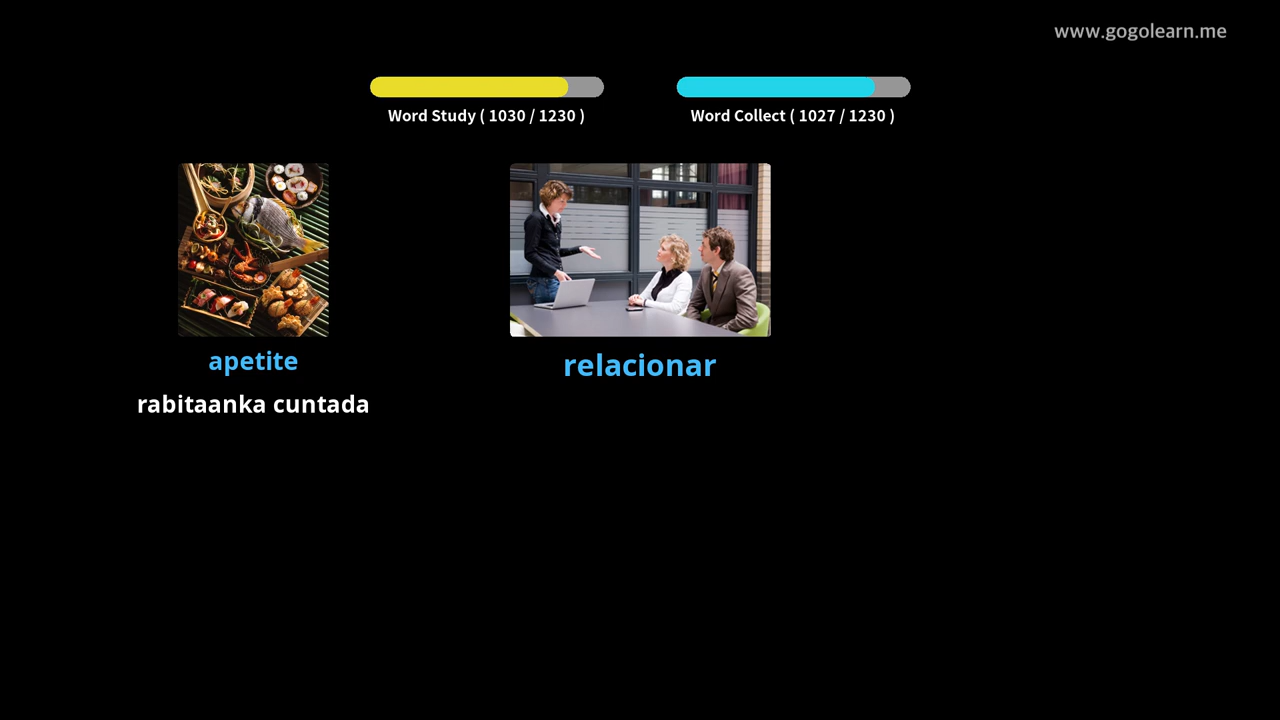 www.gogolearn.me
Word Study ( 1030 / 1230 )
Word Collect ( 1027 / 1230 )
apetite
relacionar
rabitaanka cuntada